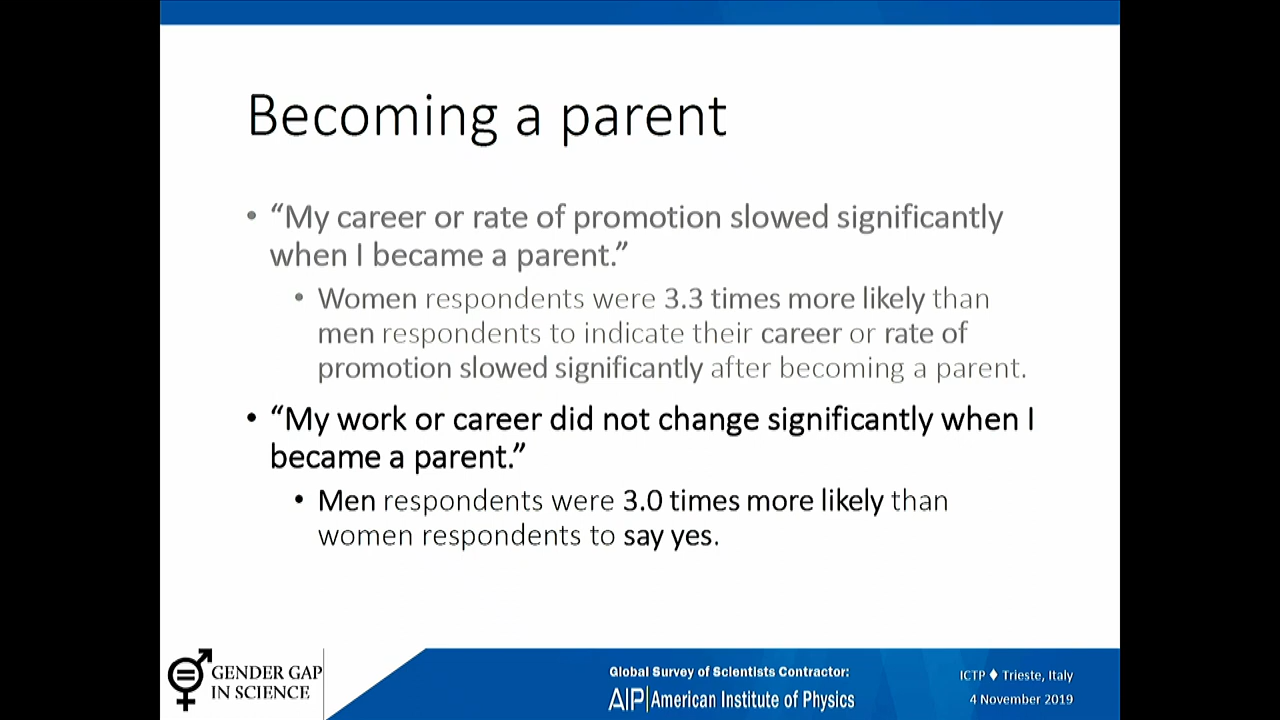 Becoming a parent
• “My career or rate of promotion slowed significantly
when I became a parent.”
• Women respondents were 3.3 times more likely than
men respondents to indicate their career or rate of
promotion slowed significantly after becoming a parent.
• “My work or career did not change significantly when I
became a parent.”
• Men respondents were 3.0 times more likely than
women respondents to say yes.
GENDER GAP
IN SCIENCE
Global Survey of Scientists Contractor:
AIP|American Institute of Physics
ICTP ♦ Trieste, Italy
4 November 2019